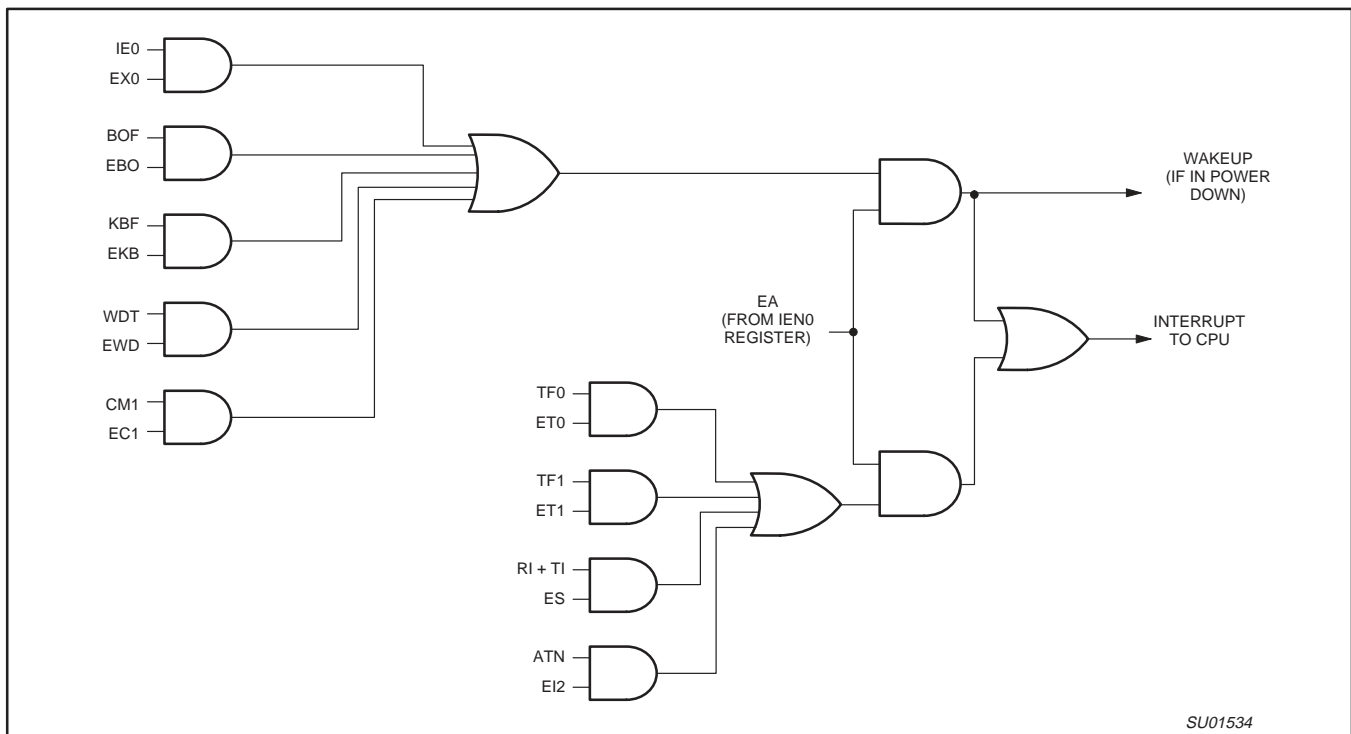 IE0
EX0
BOF
EBO
KBF
EKB
WDT
EWD
CM1
EC1
WAKEUP
(IF IN POWER
DOWN)
EA
(FROM IEN0
REGISTER)
INTERRUPT
TO CPU
TF0
ET0
TF1
ET1
RI + TI
ES
ATN
EI2
SU01534